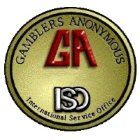 GAMBLERS ANONYMOUS
GA
ISO
International Service Office